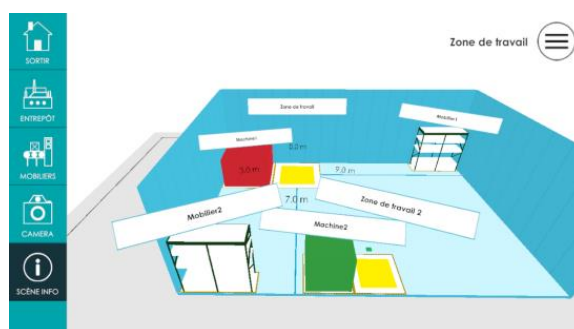 SORTIR
ENTREPÔT
MOBILIERS
CAMERA
SCÈNE INFO
Zone de travail
Zone de travail
Mobilier1
Machine1
8,0 m
3,0 m
9,0 m
7,0 m
Mobilier2
Zone de travail 2
Machine2